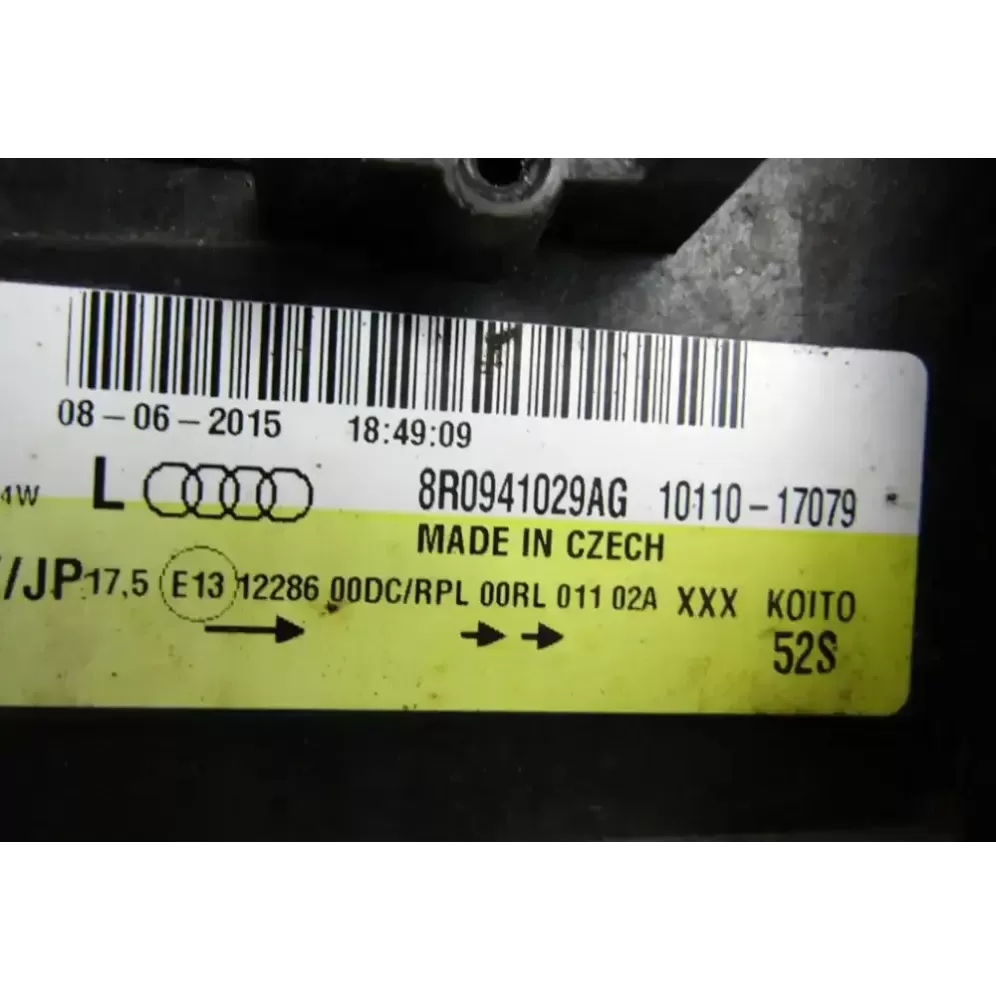 08-06-2015 18:49:09
4W L 8R0941029AG 10110-17079
MADE IN CZECH
/JP 17,5 E13 12286 00DC/RPL 00RL 011 02A XXX KOITO
52S